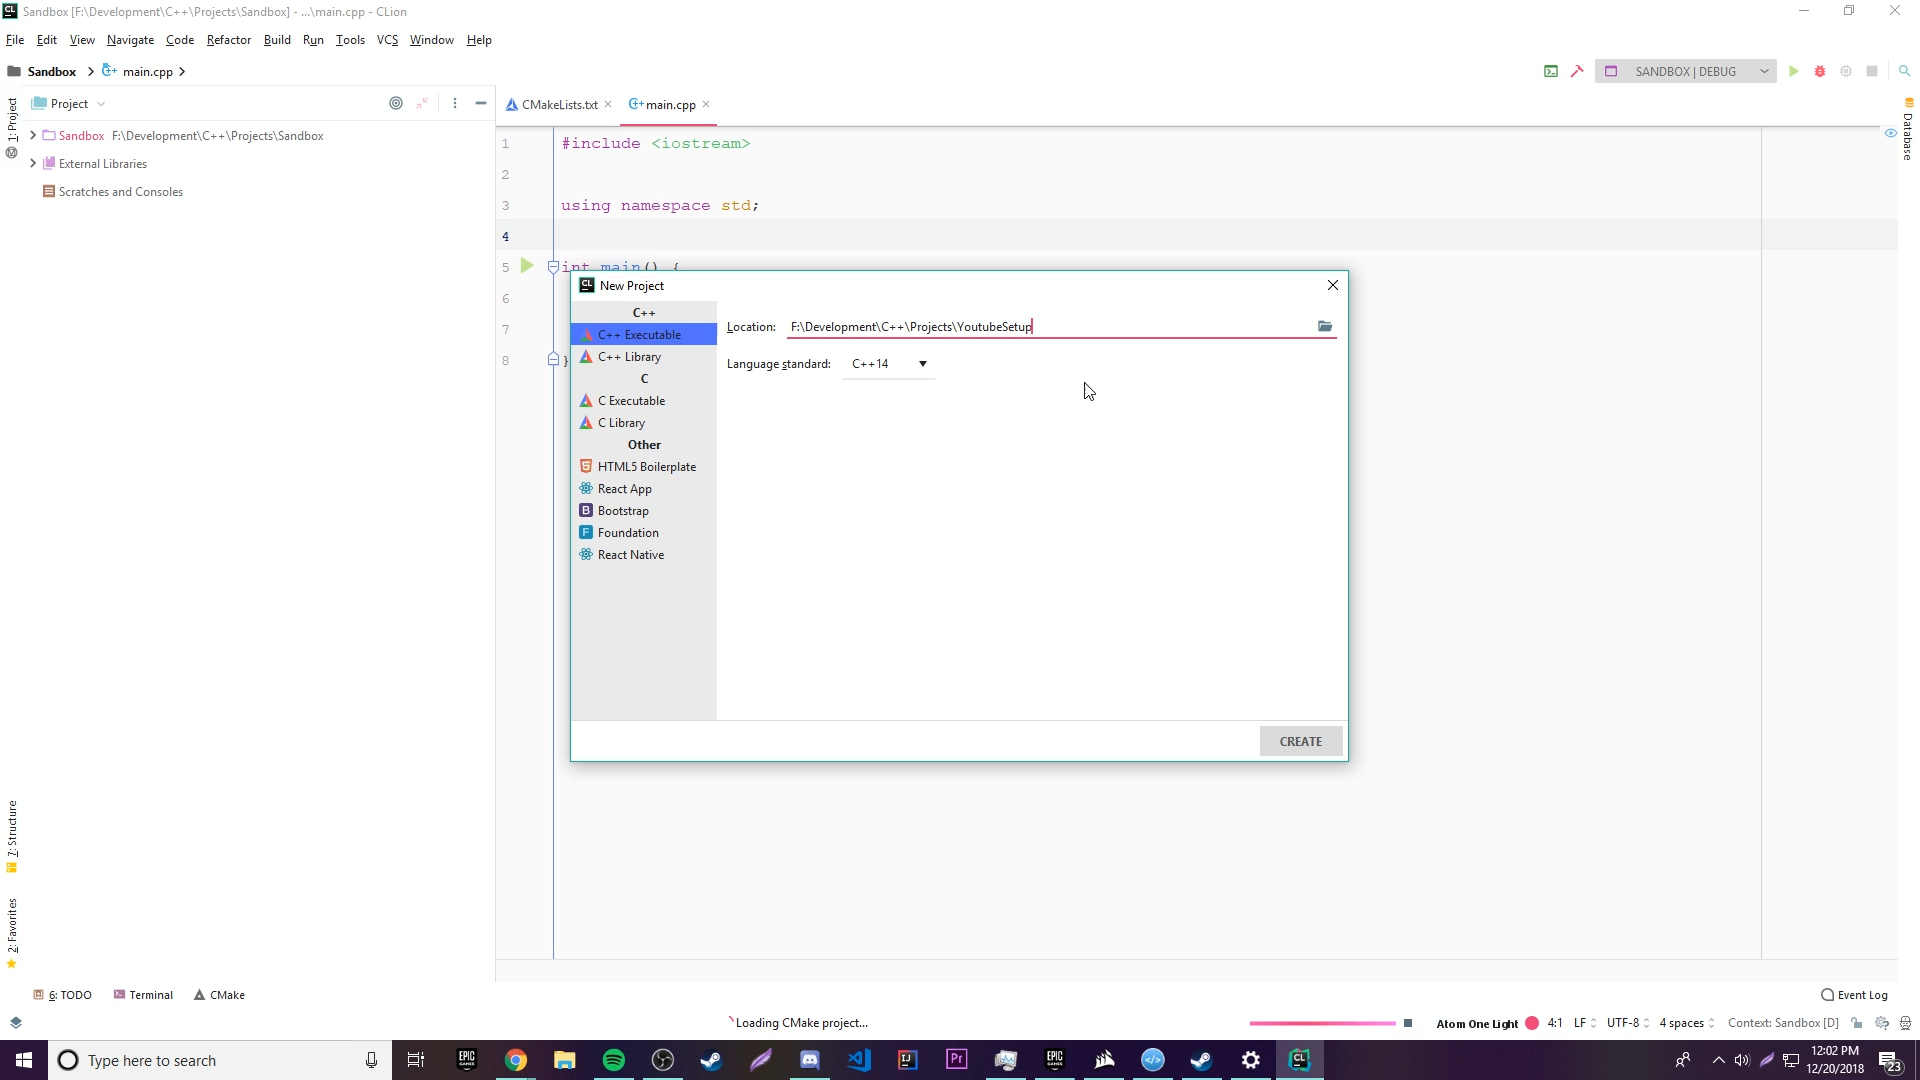 Sandbox [F:\Development\C++\Projects\Sandbox] - ...\main.cpp - CLion
File Edit View Navigate Code Refactor Build Run Tools VCS Window Help
Sandbox main.cpp
SANDBOX | DEBUG
1: Project
Project
Sandbox F:\Development\C++\Projects\Sandbox
External Libraries
Scratches and Consoles
CMakeLists.txt main.cpp
1 #include <iostream>
2
3 using namespace std;
4
5 int main() {
6
7
8 }
Database
New Project
C++
C++ Executable
C++ Library
C
C Executable
C Library
Other
HTML5 Boilerplate
React App
Bootstrap
Foundation
React Native
Location: F:\Development\C++\Projects\YoutubeSetup
Language standard: C++14
CREATE
7: Structure
2: Favorites
6: TODO Terminal CMake
Event Log
Loading CMake project...
Atom One Light 4:1 LF UTF-8 4 spaces Context: Sandbox [D]
Type here to search
12:02 PM
12/20/2018
23